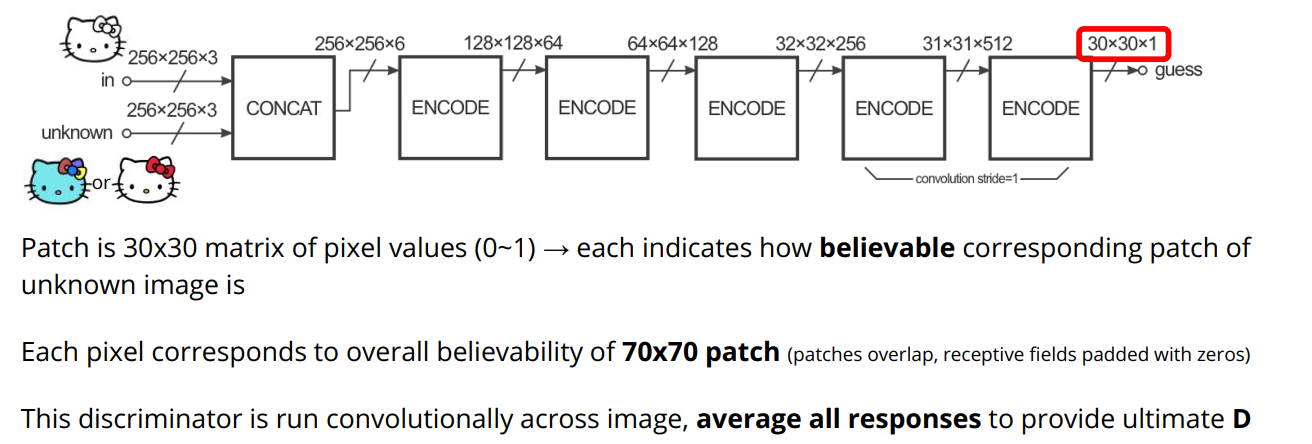 256×256×3
in
256×256×3
unknown
or
CONCAT
256×256×6
ENCODE
128×128×64
ENCODE
64×64×128
ENCODE
32×32×256
ENCODE
31×31×512
ENCODE
30×30×1
guess
convolution stride=1
Patch is 30x30 matrix of pixel values (0~1) → each indicates how believable corresponding patch of
unknown image is
Each pixel corresponds to overall believability of 70x70 patch (patches overlap, receptive fields padded with zeros)
This discriminator is run convolutionally across image, average all responses to provide ultimate D